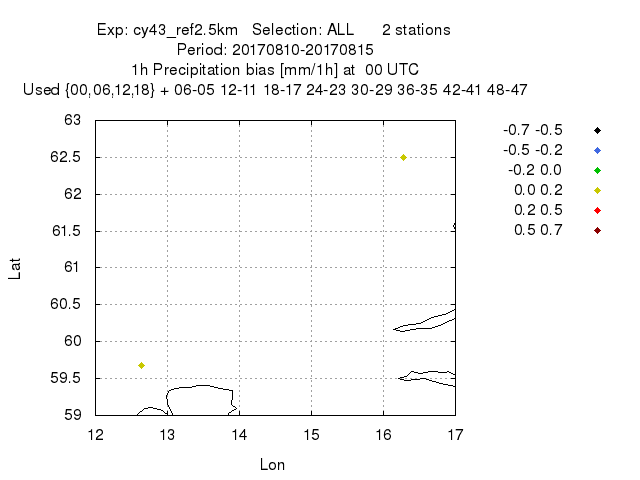 Exp: cy43_ref2.5km Selection: ALL 2 stations
Period: 20170810-20170815
1h Precipitation bias [mm/1h] at 00 UTC
Used {00,06,12,18} + 06-05 12-11 18-17 24-23 30-29 36-35 42-41 48-47
63
62.5
62
61.5
61
60.5
60
59.5
59
Lat
12 13 14 15 16 17
Lon
-0.7 -0.5
-0.5 -0.2
-0.2 0.0
0.0 0.2
0.2 0.5
0.5 0.7